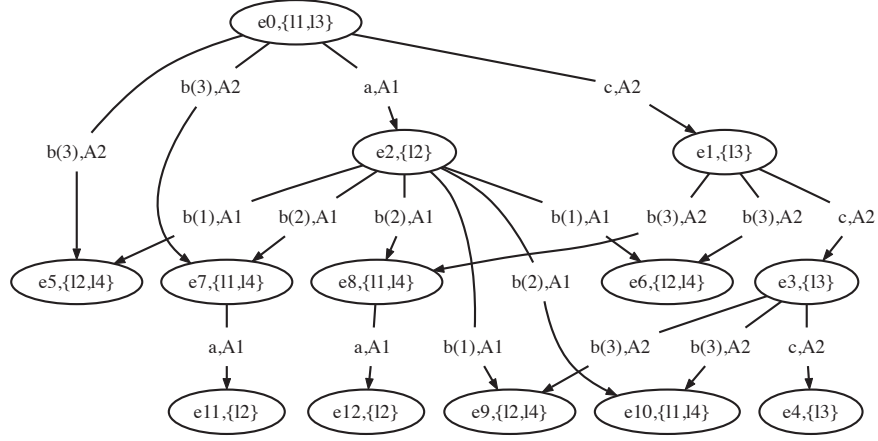 e0,{l1,l3}
b(3),A2
a,A1
c,A2
b(3),A2
e2,{l2}
e1,{l3}
b(1),A1
b(2),A1
b(2),A1
b(1),A1
b(3),A2
b(3),A2
c,A2
e5,{l2,l4}
e7,{l1,l4}
e8,{l1,l4}
b(2),A1
e6,{l2,l4}
e3,{l3}
a,A1
a,A1
b(1),A1
b(3),A2
b(3),A2
c,A2
e11,{l2}
e12,{l2}
e9,{l2,l4}
e10,{l1,l4}
e4,{l3}